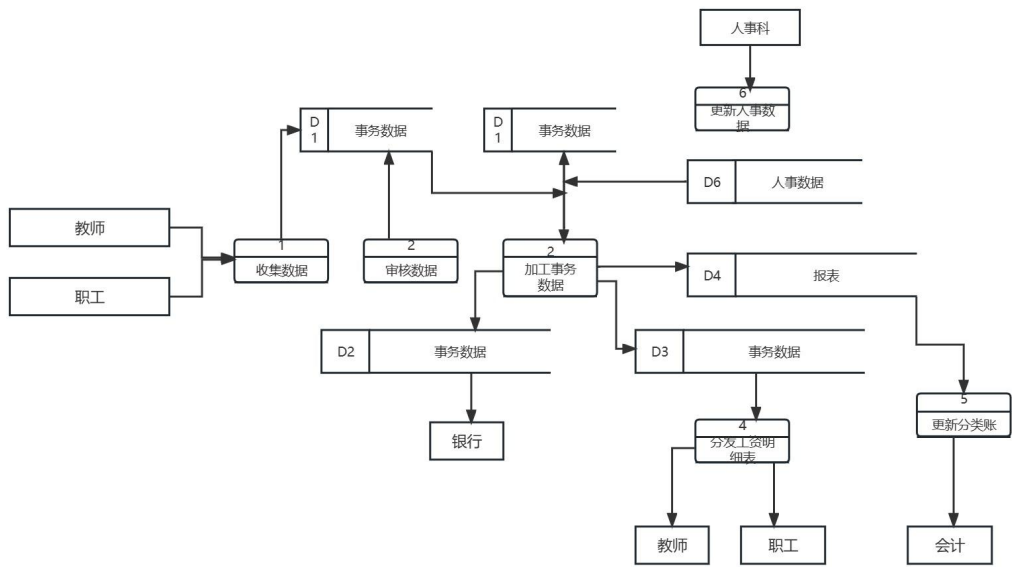 人事科
6
更新人事数
据
D
1
事务数据
D
1
事务数据
D6
人事数据
教师
职工
1
收集数据
2
审核数据
2
加工事务
数据
D4
报表
D2
事务数据
D3
事务数据
银行
4
分发工资明
细表
5
更新分类账
教师
职工
会计